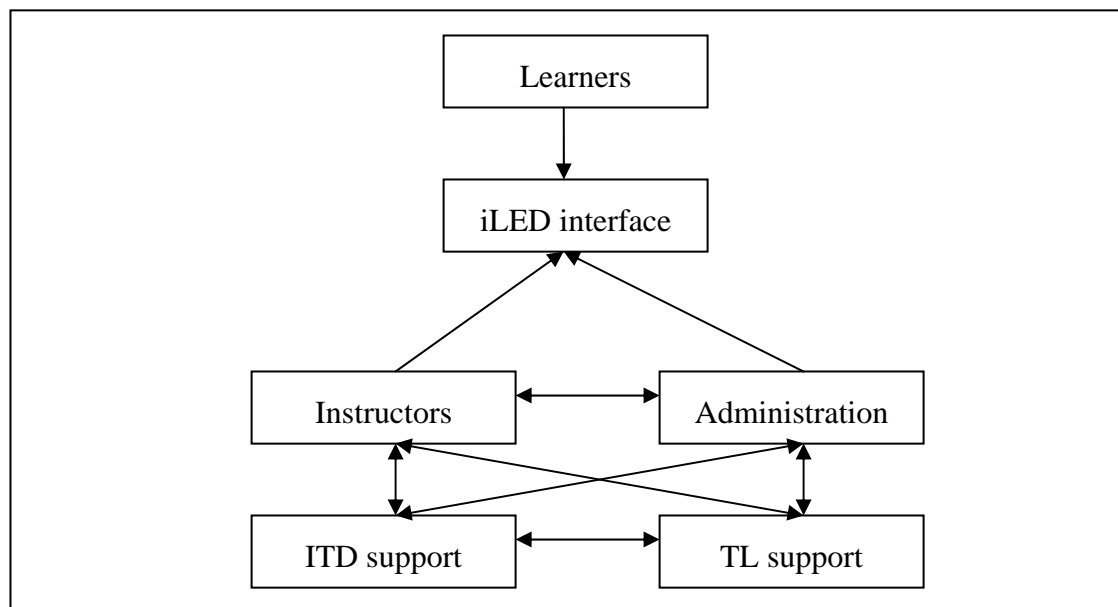 Learners
iLED interface
Instructors
Administration
ITD support
TL support